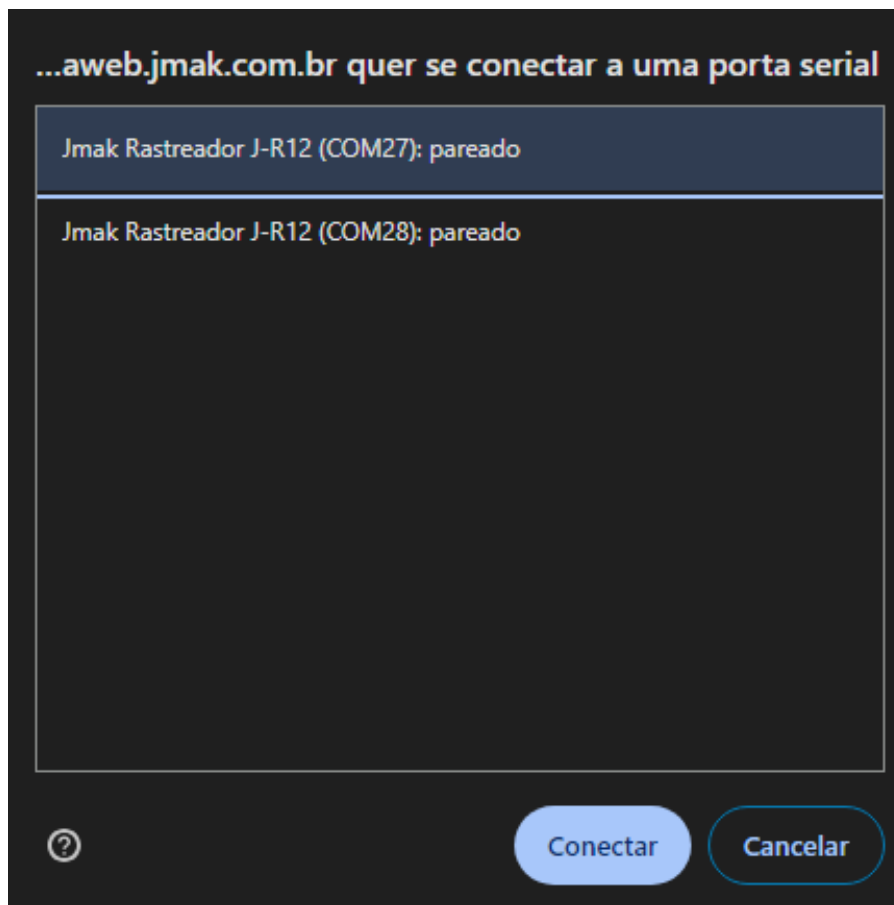 ...aweb.jmak.com.br quer se conectar a uma porta serial
Jmak Rastreador J-R12 (COM27): pareado
Jmak Rastreador J-R12 (COM28): pareado
Conectar
Cancelar